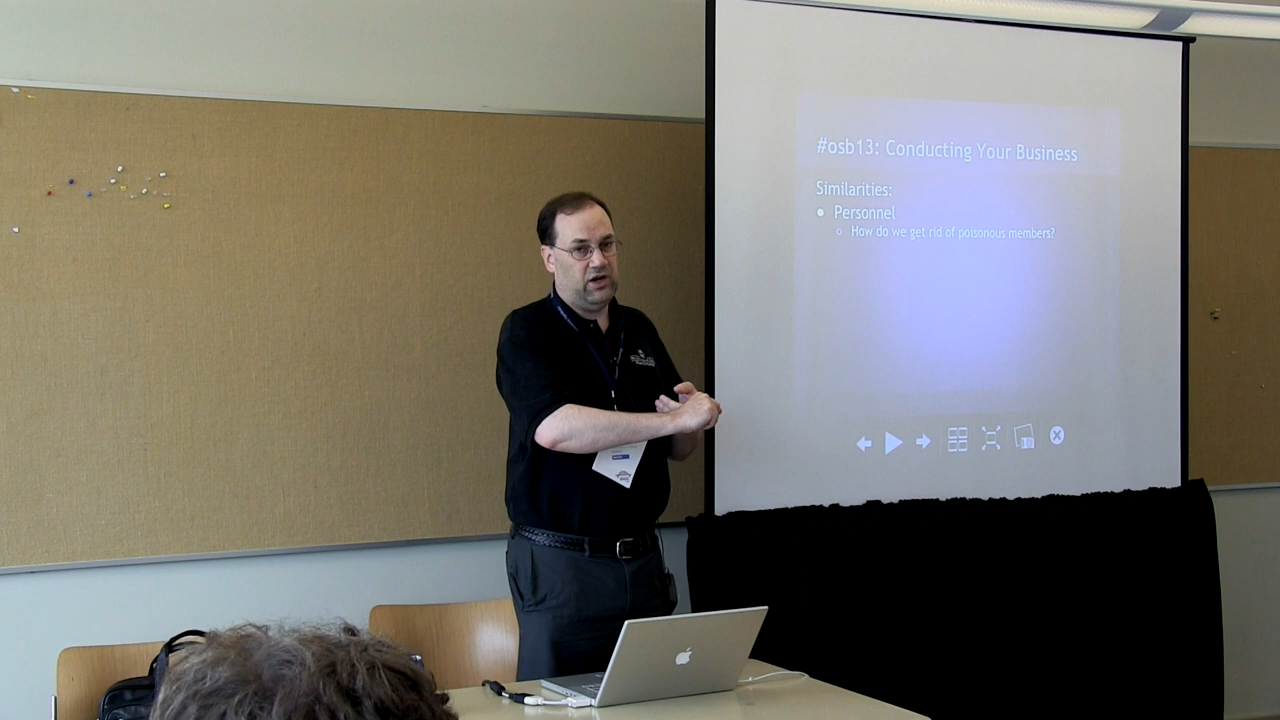 #osb13: Conducting Your Business
Similarities:
Personnel
How do we get rid of poisonous members?